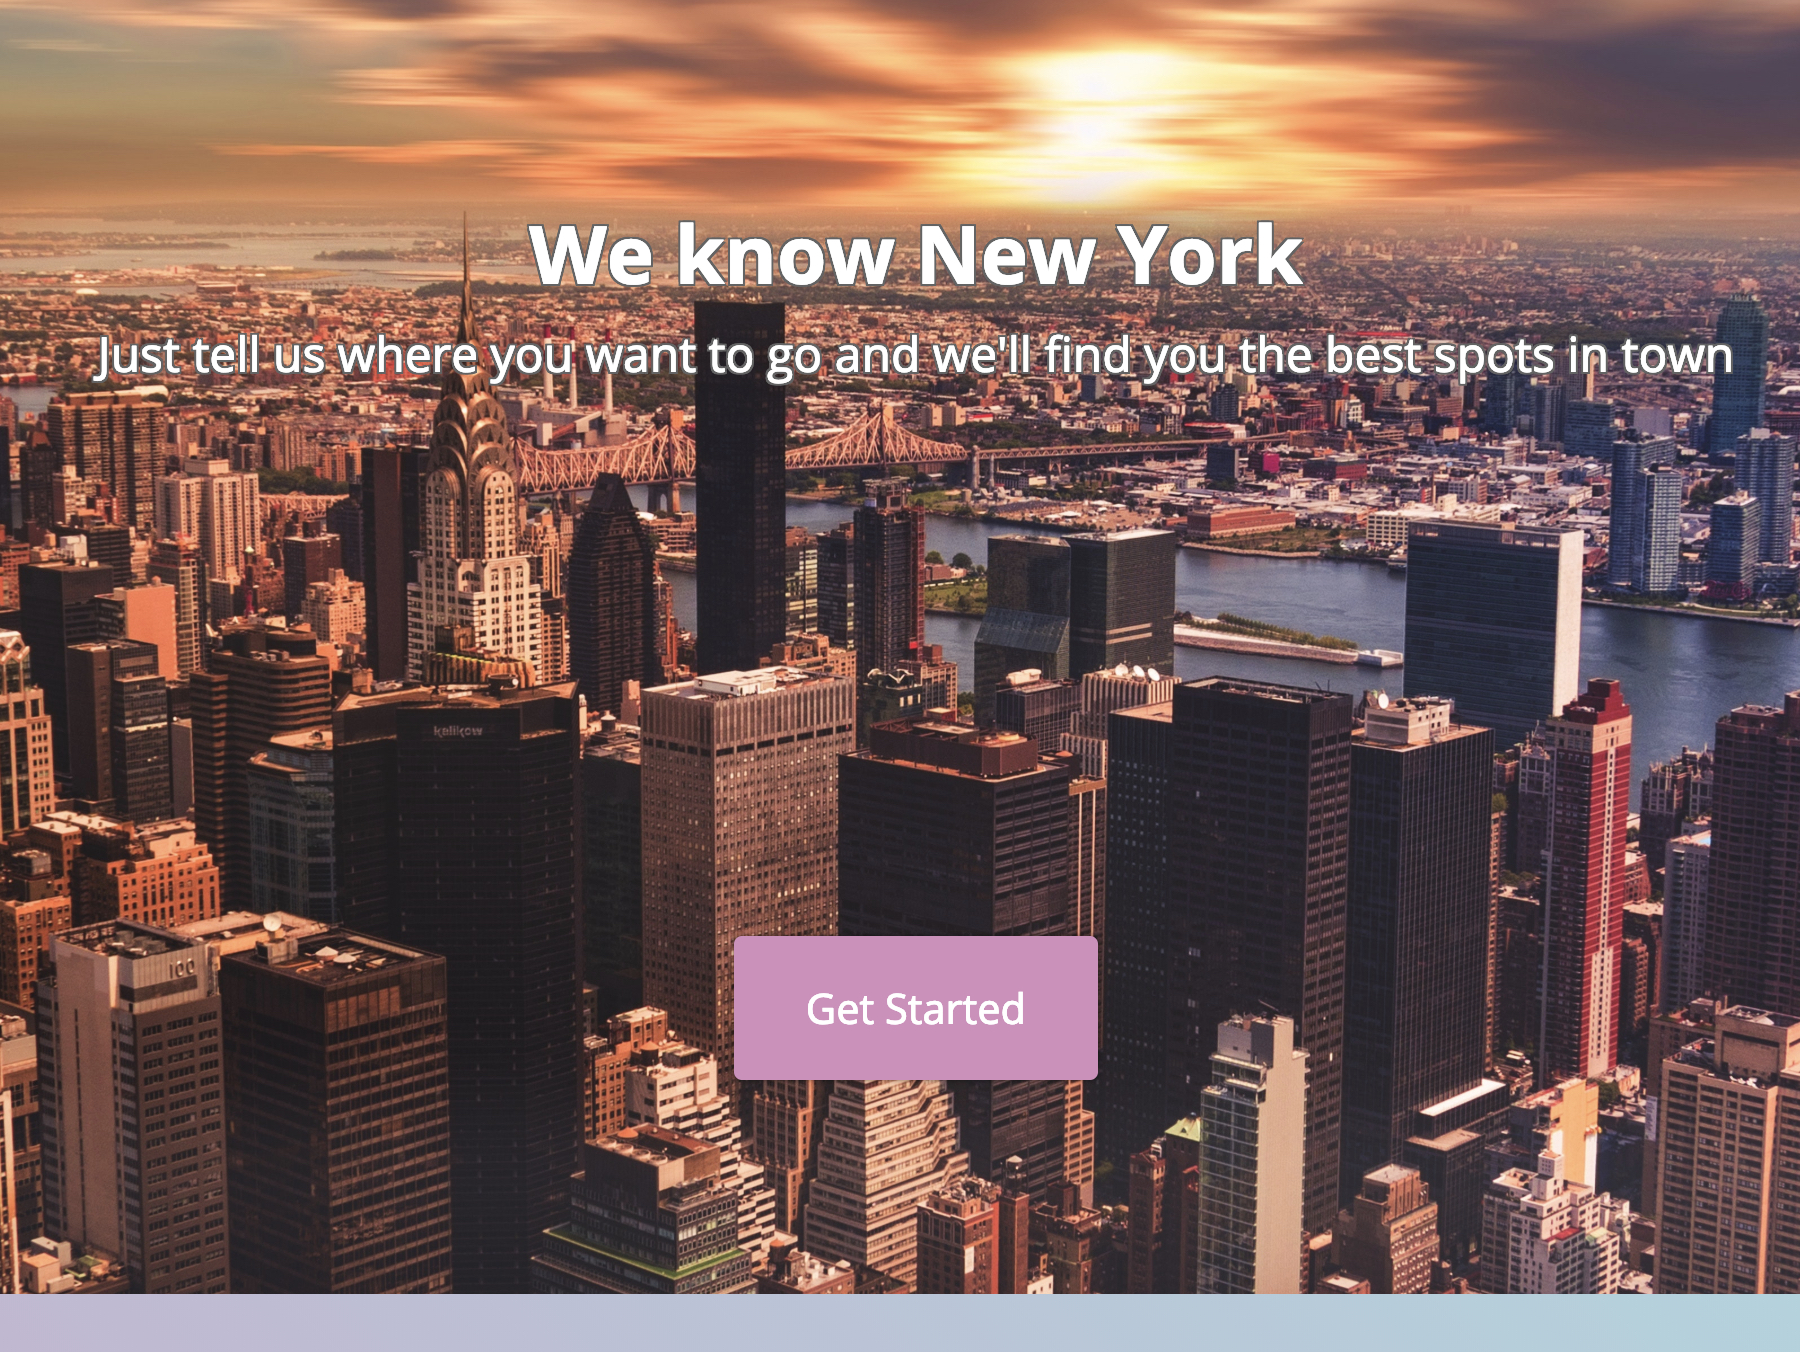 We know New York
Just tell us where you want to go and we'll find you the best spots in town
kalikow
100
Get Started